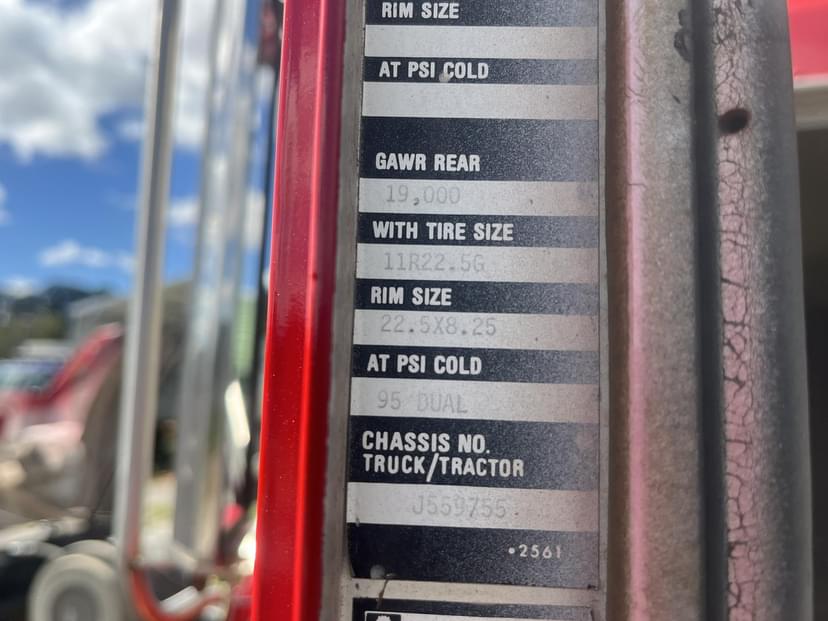 RIM SIZE
AT PSI COLD
GAWR REAR
19,000
WITH TIRE SIZE
11R22.5G
RIM SIZE
22.5X8.25
AT PSI COLD
95 DUAL
CHASSIS NO.
TRUCK/TRACTOR
J559755
•2561